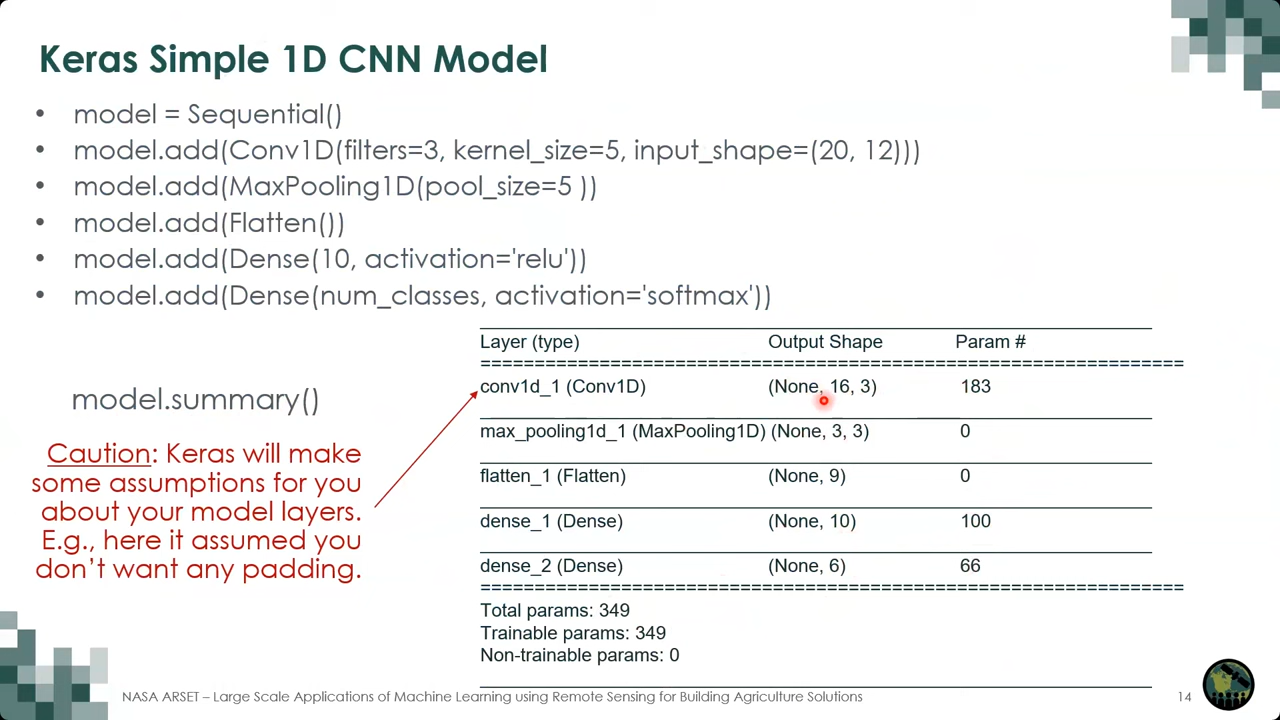 Keras Simple 1D CNN Model
• model = Sequential()
• model.add(Conv1D(filters=3, kernel_size=5, input_shape=(20, 12)))
• model.add(MaxPooling1D(pool_size=5 ))
• model.add(Flatten())
• model.add(Dense(10, activation='relu'))
• model.add(Dense(num_classes, activation='softmax'))
model.summary()
Caution: Keras will make
some assumptions for you
about your model layers.
E.g., here it assumed you
don't want any padding.
Layer (type) Output Shape Param #
=================================================================
conv1d_1 (Conv1D) (None, 16, 3) 183
max_pooling1d_1 (MaxPooling1D) (None, 3, 3) 0
flatten_1 (Flatten) (None, 9) 0
dense_1 (Dense) (None, 10) 100
dense_2 (Dense) (None, 6) 66
=================================================================
Total params: 349
Trainable params: 349
Non-trainable params: 0
NASA ARSET – Large Scale Applications of Machine Learning using Remote Sensing for Building Agriculture Solutions
14